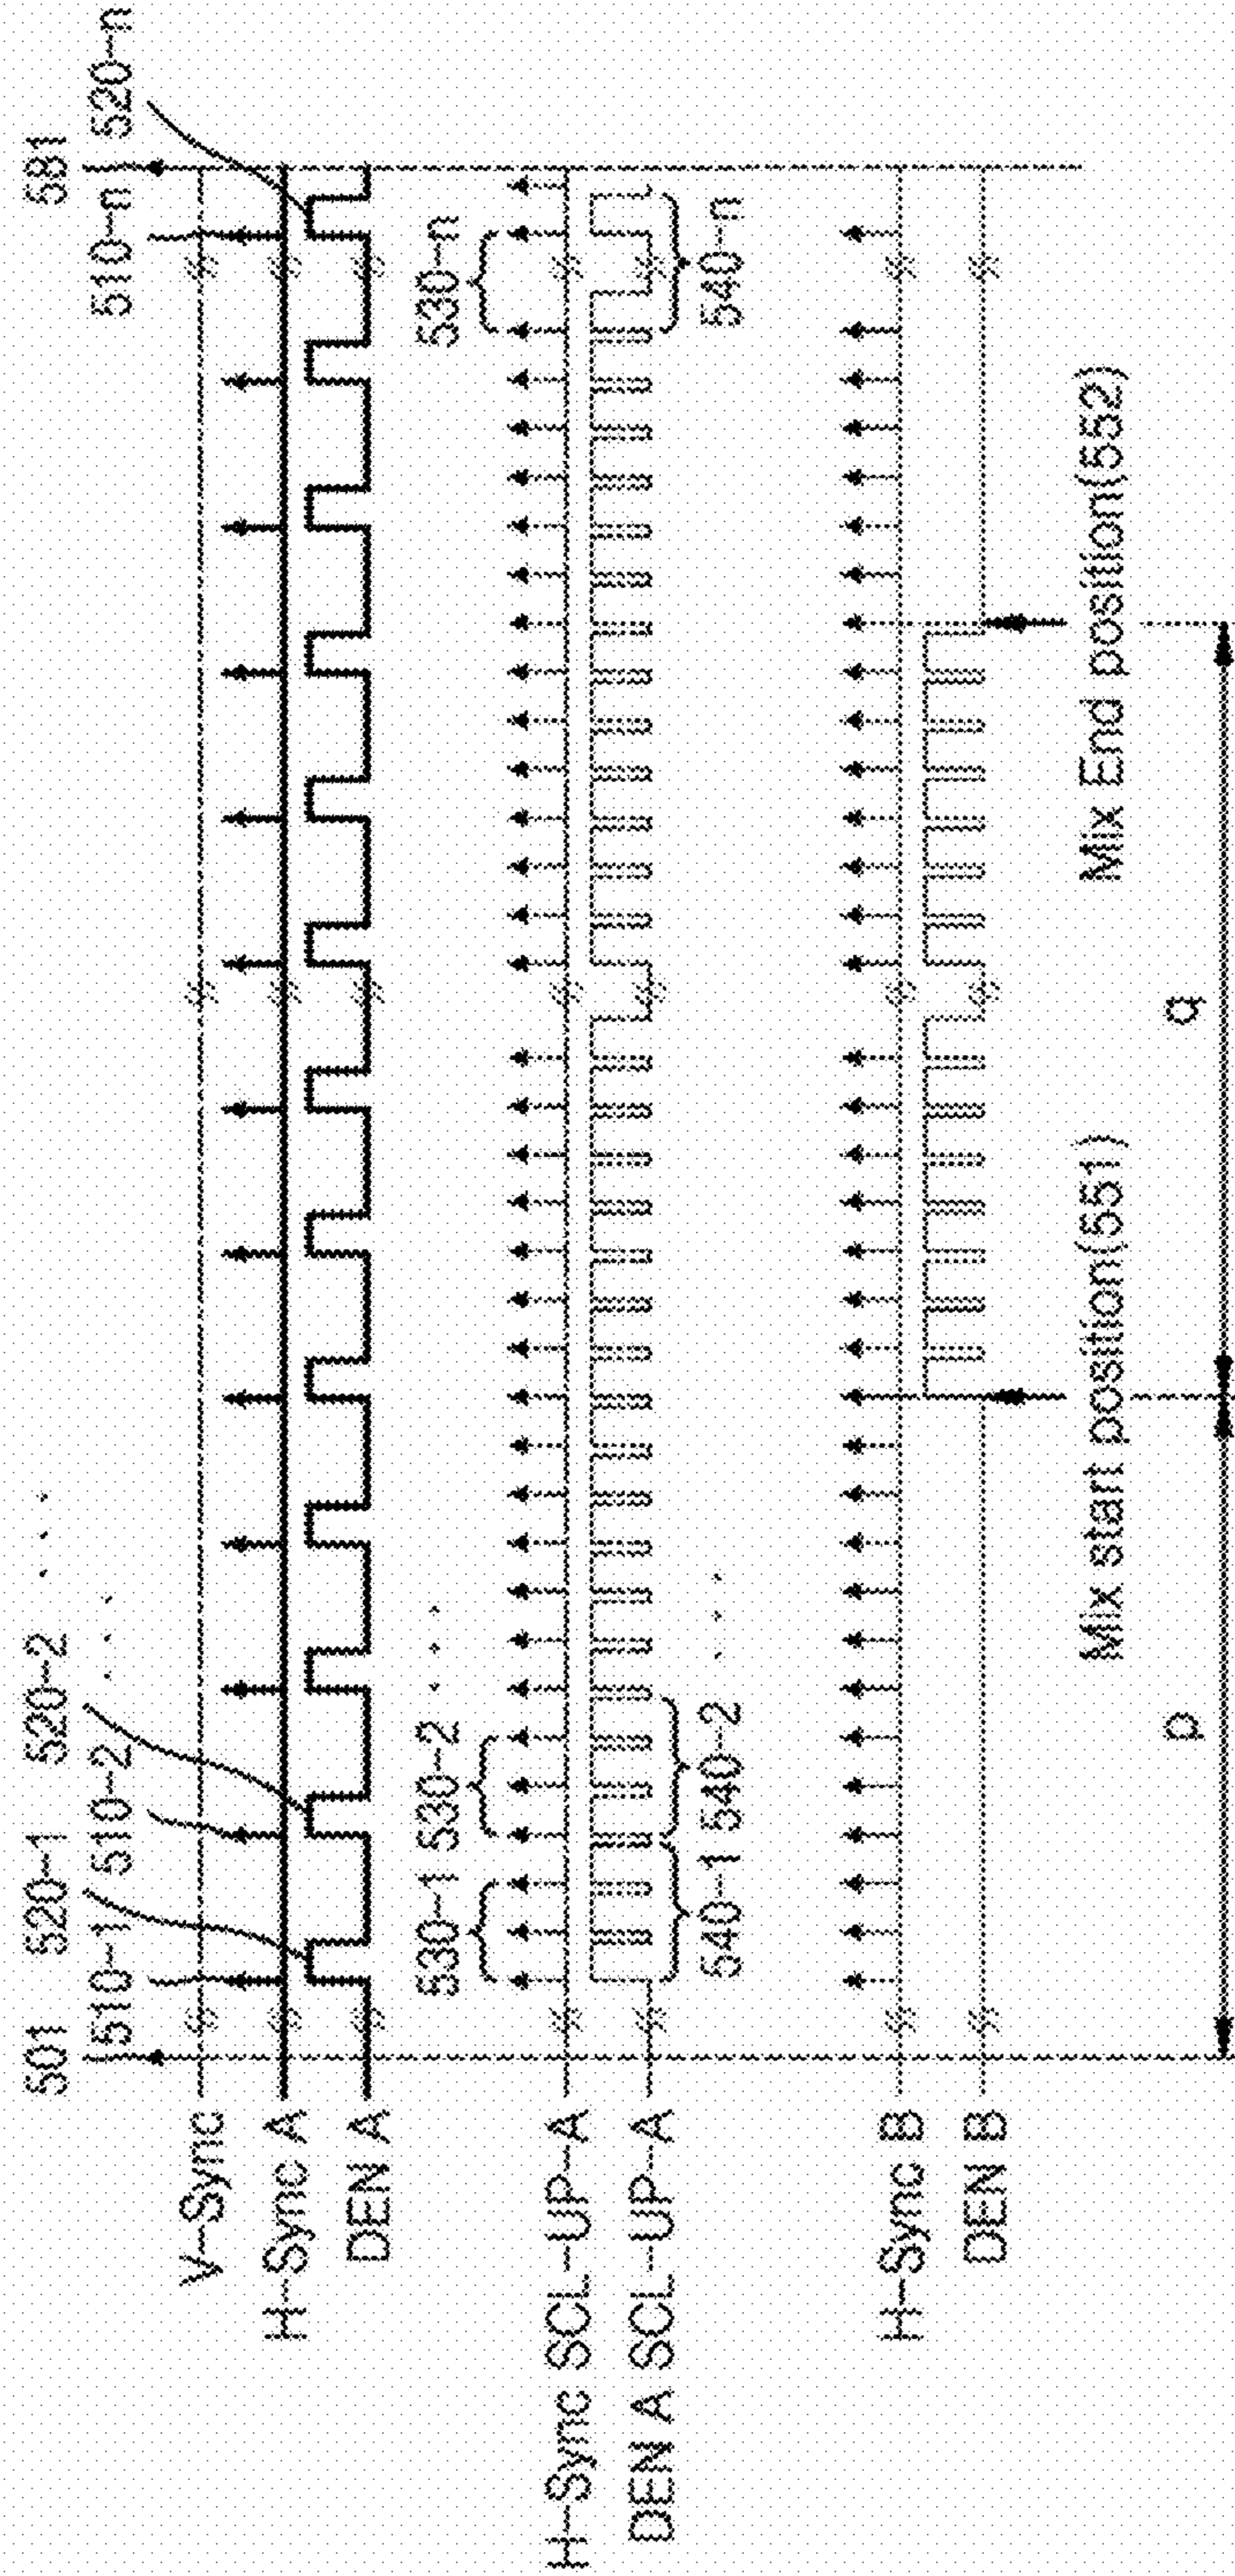 501 520-1 520-2 . . . 581
510-1 510-2 . . . 510-n 520-n
V-Sync
H-Sync A
DEN A
530-1 530-2 . . . 530-n
H-Sync SCL-UP-A
DEN A SCL-UP-A
540-1 540-2 . . . 540-n
H-Sync B
DEN B
Mix start position(551) Mix End position(552)
p q